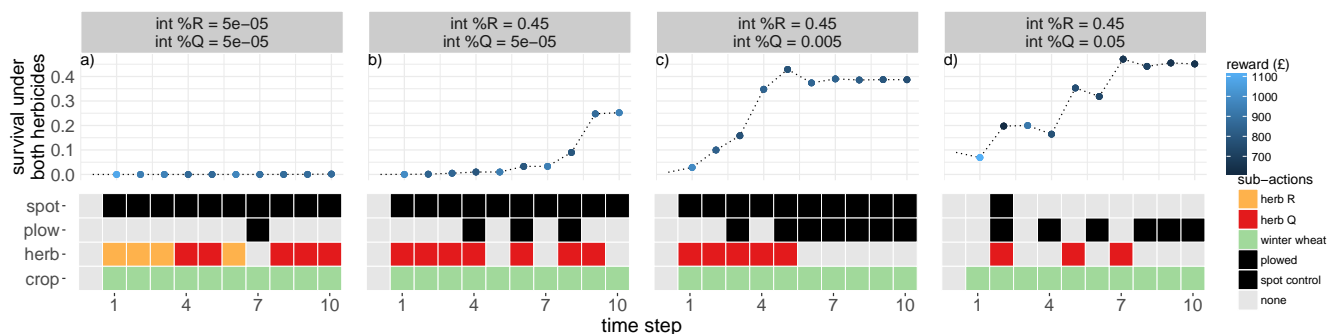 int %R = 5e−05
int %Q = 5e−05
int %R = 0.45
int %Q = 5e−05
int %R = 0.45
int %Q = 0.005
int %R = 0.45
int %Q = 0.05
a)
b)
c)
d)
survival under
both herbicides
0.4
0.3
0.2
0.1
0.0
spot
plow
herb
crop
1 4 7 10
1 4 7 10
1 4 7 10
1 4 7 10
time step
reward (£)
1100
1000
900
800
700
sub−actions
herb R
herb Q
winter wheat
plowed
spot control
none